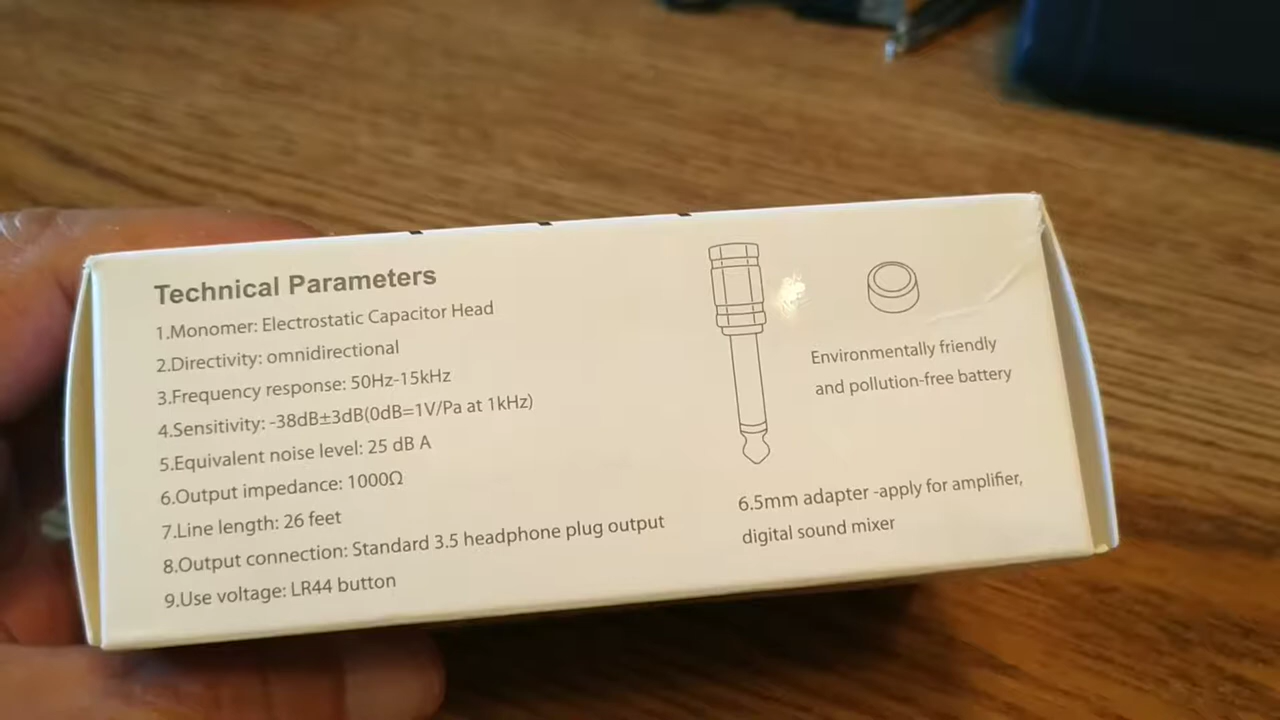 Technical Parameters
1.Monomer: Electrostatic Capacitor Head
2.Directivity: omnidirectional
3.Frequency response: 50Hz-15kHz
4.Sensitivity: -38dB±3dB(0dB=1V/Pa at 1kHz)
5.Equivalent noise level: 25 dB A
6.Output impedance: 1000Ω
7.Line length: 26 feet
8.Output connection: Standard 3.5 headphone plug output
9.Use voltage: LR44 button
Environmentally friendly
and pollution-free battery
6.5mm adapter -apply for amplifier,
digital sound mixer